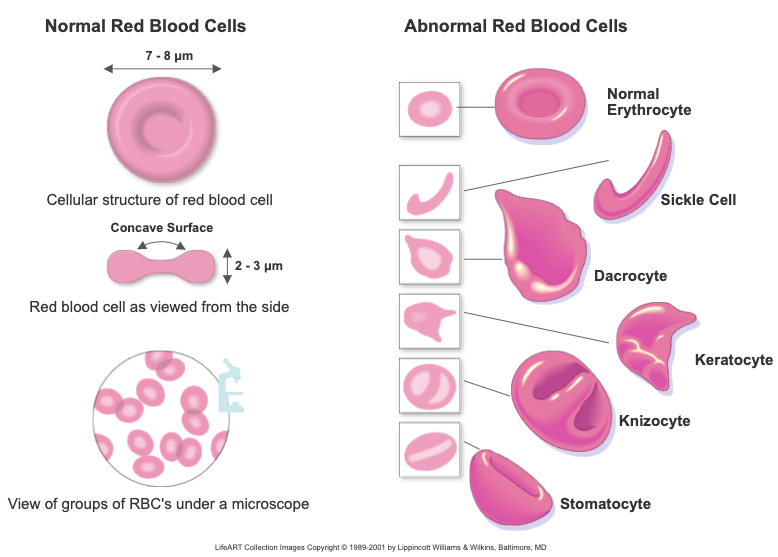 Normal Red Blood Cells
7 - 8 µm
Cellular structure of red blood cell
Concave Surface
2 - 3 µm
Red blood cell as viewed from the side
View of groups of RBC's under a microscope
Abnormal Red Blood Cells
Normal
Erythrocyte
Sickle Cell
Dacrocyte
Keratocyte
Knizocyte
Stomatocyte
LifeART Collection Images Copyright © 1989-2001 by Lippincott Williams & Wilkins, Baltimore, MD